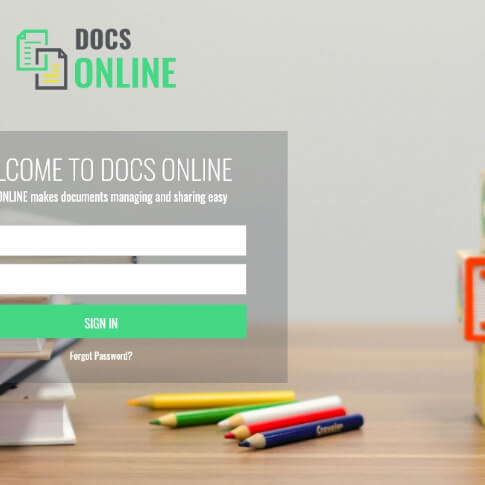 DOCS
ONLINE
LCOME TO DOCS ONLINE
ONLINE makes documents managing and sharing easy
SIGN IN
Forgot Password?
Crayola